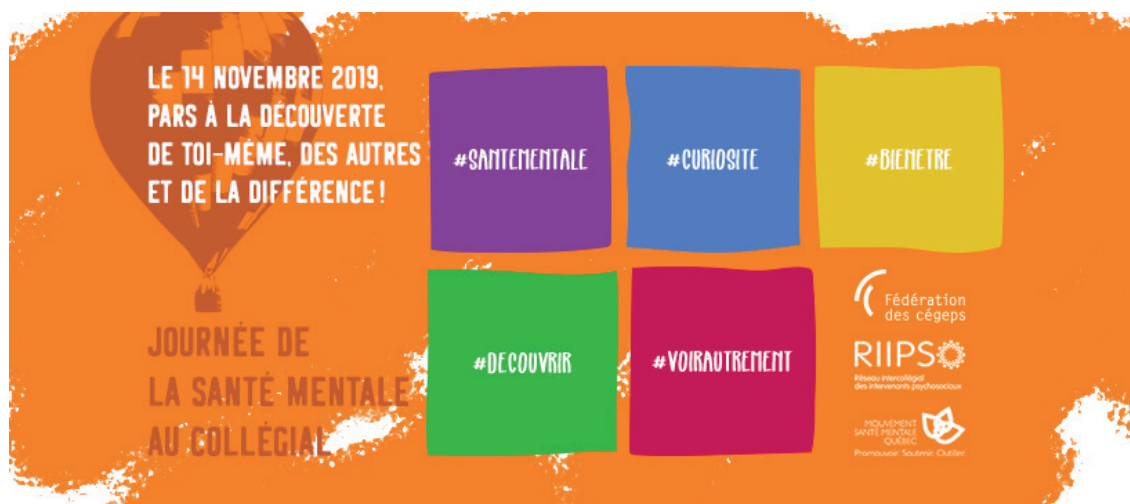 LE 14 NOVEMBRE 2019,
PARS À LA DÉCOUVERTE
DE TOI-MÊME, DES AUTRES
ET DE LA DIFFÉRENCE!
JOURNÉE DE
LA SANTÉ MENTALE
AU COLLÉGIAL
#SANTEMENTALE
#CURIOSITE
#BIENETRE
#DECOUVRIR
#VOIRAUTREMENT
Fédération
des cégeps
RIIPSO
Réseau intercollégial
des intervenants psychosociaux
MOUVEMENT
SANTÉ MENTALE
QUÉBEC
Promouvoir. Soutenir. Outiller